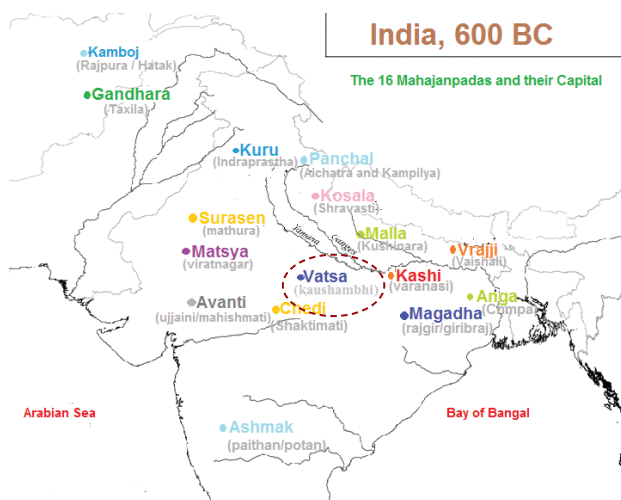 India, 600 BC
The 16 Mahajanpadas and their Capital
Kamboj
(Rajpura / Hatak)
Gandhara
(Taxila)
Kuru
(Indraprastha)
Panchal
(Aichatra and Kampilya)
Kosala
(Shravasti)
Surasen
(mathura)
Malla
(Kushinara)
Matsya
(viratnagar)
Yamuna
Ganges
Vrajji
(Vaishali)
Vatsa
(kaushambhi)
Kashi
(varanasi)
Avanti
(ujjaini/mahishmati)
Chedi
(Shaktimati)
Anga
(Chmpa)
Magadha
(rajgir/giribraj)
Arabian Sea
Bay of Bangal
Ashmak
(paithan/potan)